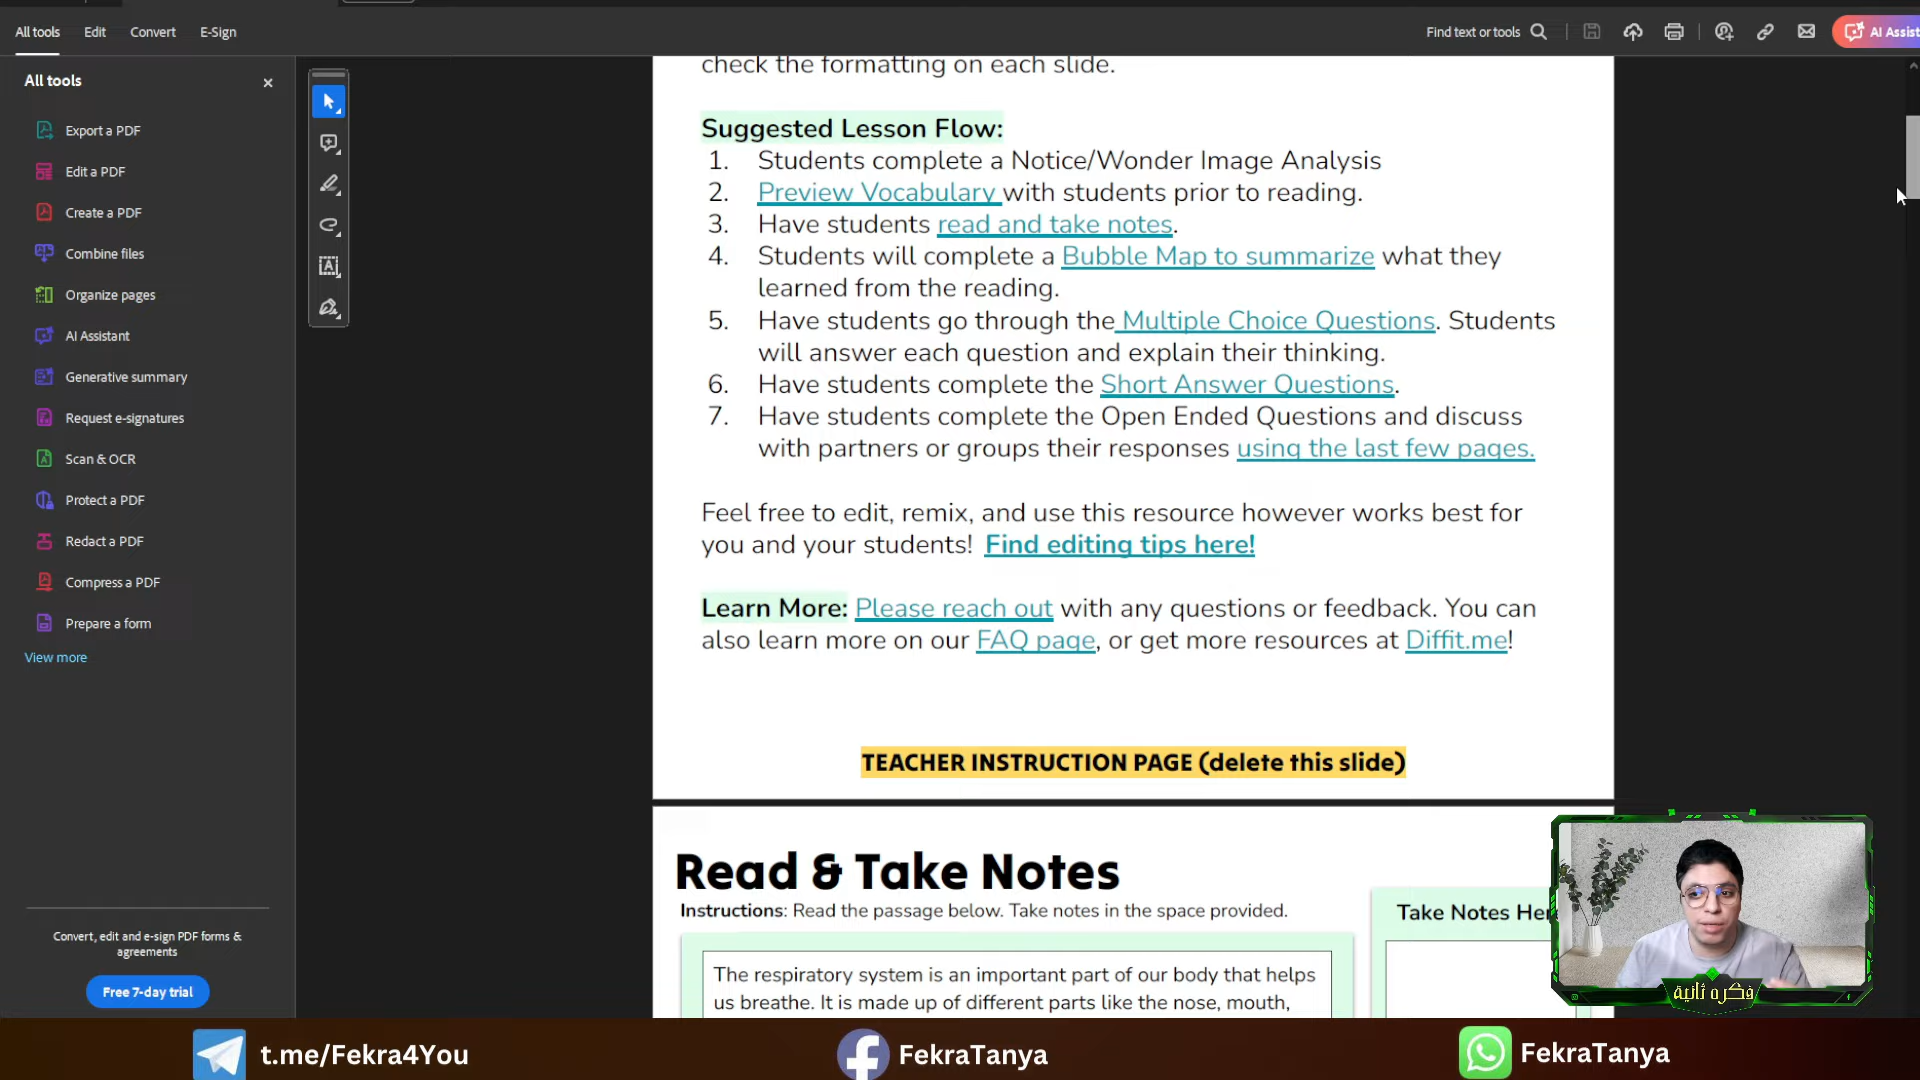 All tools
Edit
Convert
E-Sign
Find text or tools
AI Assist
All tools
Export a PDF
Edit a PDF
Create a PDF
Combine files
Organize pages
AI Assistant
Generative summary
Request e-signatures
Scan & OCR
Protect a PDF
Redact a PDF
Compress a PDF
Prepare a form
View more
Convert, edit and e-sign PDF forms &
agreements
Free 7-day trial
check the formatting on each slide.
Suggested Lesson Flow:
1. Students complete a Notice/Wonder Image Analysis
2. Preview Vocabulary with students prior to reading.
3. Have students read and take notes.
4. Students will complete a Bubble Map to summarize what they
learned from the reading.
5. Have students go through the Multiple Choice Questions. Students
will answer each question and explain their thinking.
6. Have students complete the Short Answer Questions.
7. Have students complete the Open Ended Questions and discuss
with partners or groups their responses using the last few pages.
Feel free to edit, remix, and use this resource however works best for
you and your students! Find editing tips here!
Learn More: Please reach out with any questions or feedback. You can
also learn more on our FAQ page, or get more resources at Diffit.me!
TEACHER INSTRUCTION PAGE (delete this slide)
Read & Take Notes
Instructions: Read the passage below. Take notes in the space provided.
Take Notes Her
The respiratory system is an important part of our body that helps
us breathe. It is made up of different parts like the nose, mouth,
فكره ثانية
t.me/Fekra4You
FekraTanya
FekraTanya